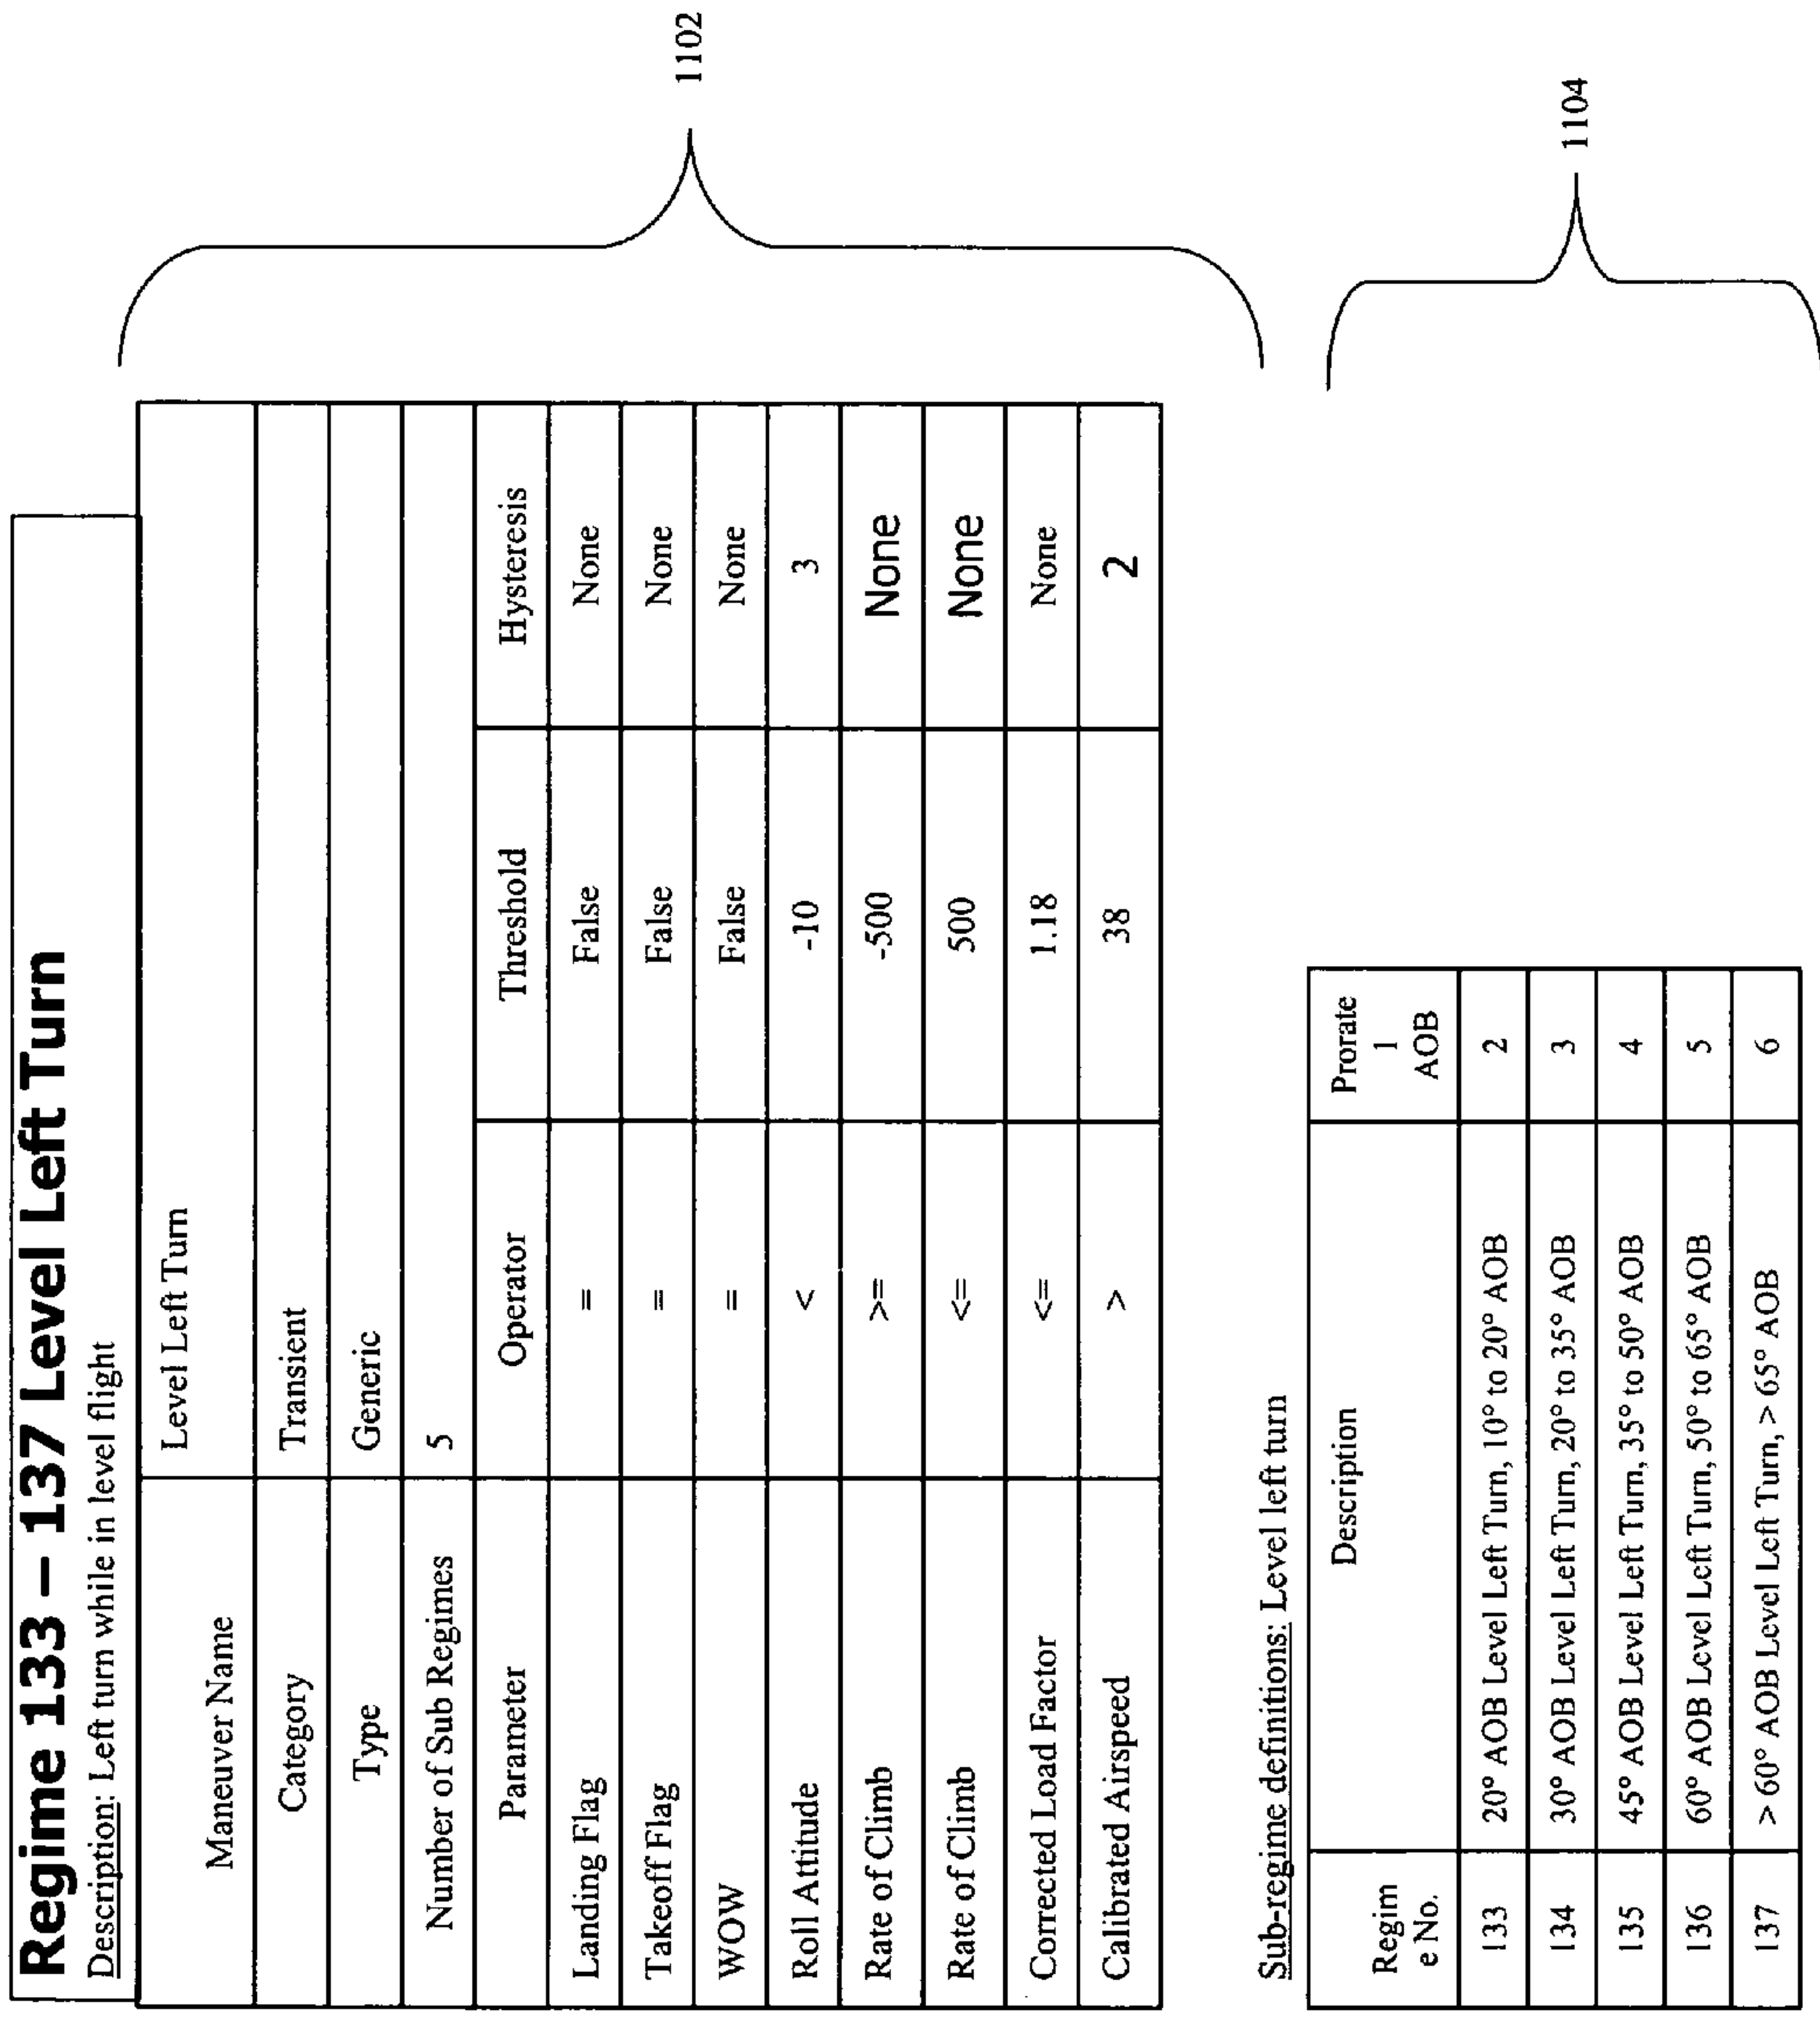 Regime 133 – 137 Level Left Turn
Description: Left turn while in level flight
Maneuver Name Level Left Turn
Category Transient
Type Generic
Number of Sub Regimes 5
Parameter Operator Threshold Hysteresis
Landing Flag = False None
Takeoff Flag = False None
WOW = False None
Roll Attitude < -10 3
Rate of Climb >= -500 None
Rate of Climb <= 500 None
Corrected Load Factor <= 1.18 None
Calibrated Airspeed > 38 2
1102
Sub-regime definitions: Level left turn
Regim
e No.
Description
Prorate
1
AOB
133 20° AOB Level Left Turn, 10° to 20° AOB 2
134 30° AOB Level Left Turn, 20° to 35° AOB 3
135 45° AOB Level Left Turn, 35° to 50° AOB 4
136 60° AOB Level Left Turn, 50° to 65° AOB 5
137 > 60° AOB Level Left Turn, > 65° AOB 6
1104